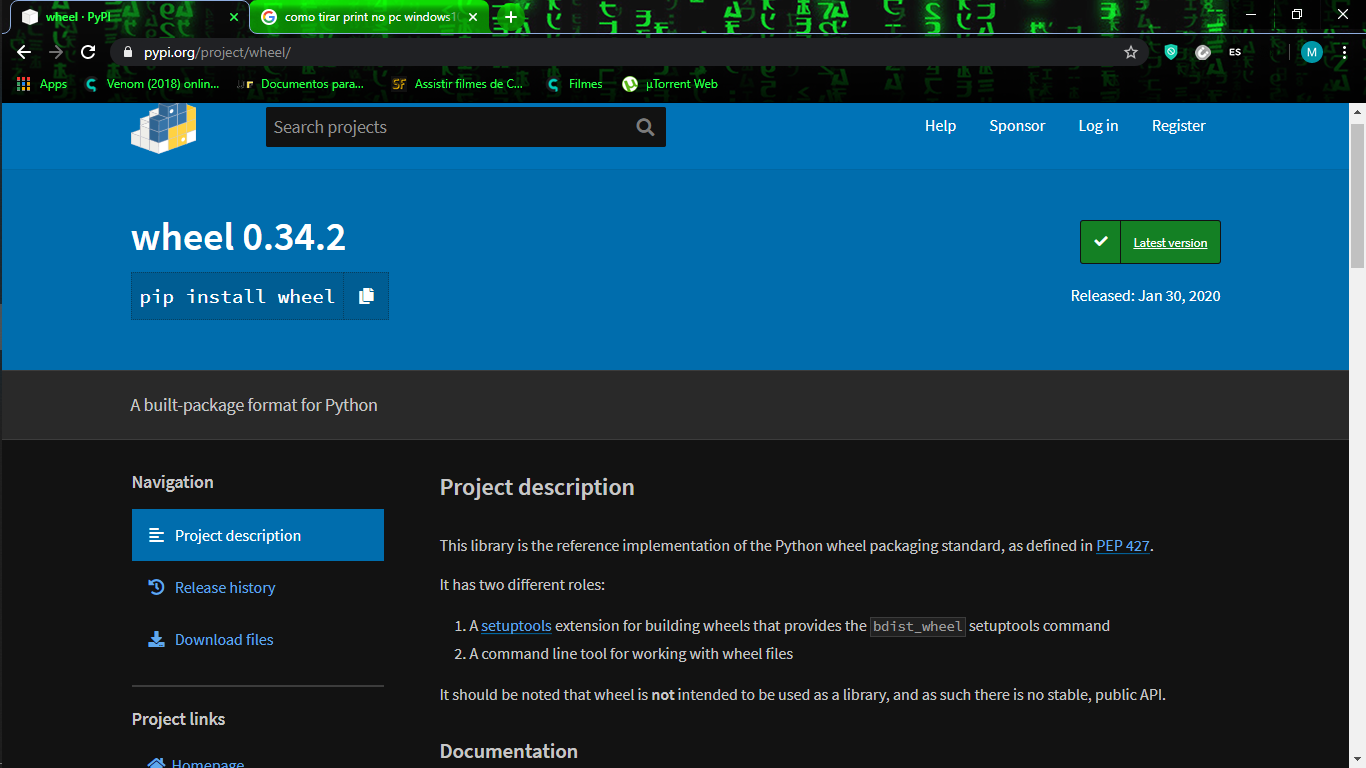 wheel · PyPI
como tirar print no pc windows1
pypi.org/project/wheel/
ES
M
Apps
Venom (2018) onlin...
Documentos para...
SF
Assistir filmes de C...
Filmes
µTorrent Web
Search projects
Help
Sponsor
Log in
Register
wheel 0.34.2
Latest version
pip install wheel
Released: Jan 30, 2020
A built-package format for Python
Navigation
Project description
Release history
Download files
Project links
Homepage
Project description
This library is the reference implementation of the Python wheel packaging standard, as defined in PEP 427.
It has two different roles:
1. A setuptools extension for building wheels that provides the bdist_wheel setuptools command
2. A command line tool for working with wheel files
It should be noted that wheel is not intended to be used as a library, and as such there is no stable, public API.
Documentation